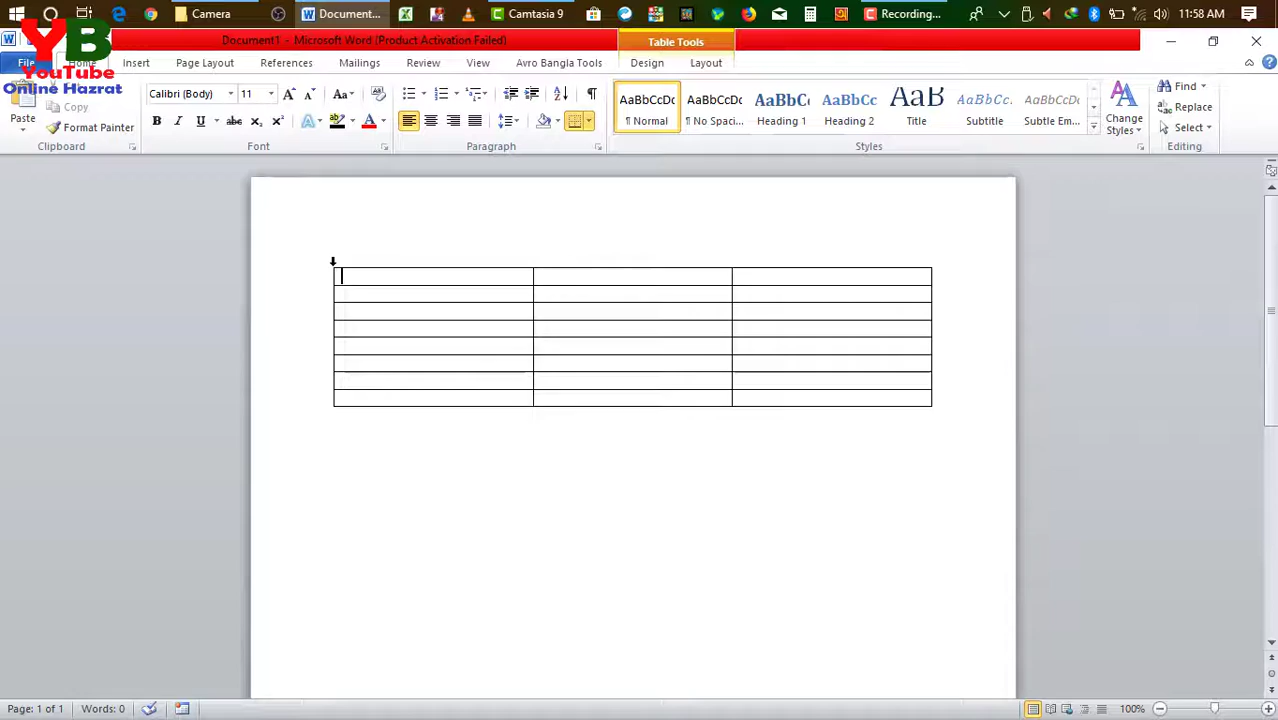 Camera
Document...
Camtasia 9
Recording...
11:58 AM
Document1 - Microsoft Word (Product Activation Failed)
Table Tools
YB
YouTube
Online Hazrat
File
Insert
Page Layout
References
Mailings
Review
View
Avro Bangla Tools
Design
Layout
Paste
Copy
Format Painter
Clipboard
Calibri (Body)
11
Font
Paragraph
AaBbCcDc
¶ Normal
AaBbCcDc
¶ No Spaci...
AaBbC
Heading 1
AaBbCc
Heading 2
AaB
Title
AaBbCc.
Subtitle
AaBbCcDc
Subtle Em...
Change
Styles
Styles
Find
Replace
Select
Editing
Page: 1 of 1
Words: 0
100%